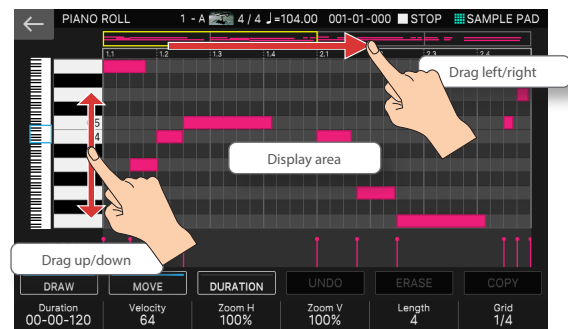 PIANO ROLL 1 - A 4 / 4 ♩=104.00 001-01-000 STOP SAMPLE PAD
1.1 1.2 1.3 1.4 2.1 2.3 2.4
Drag left/right
Display area
Drag up/down
DRAW MOVE DURATION UNDO ERASE COPY
Duration Velocity Zoom H Zoom V Length Grid
00-00-120 64 100% 100% 4 1/4